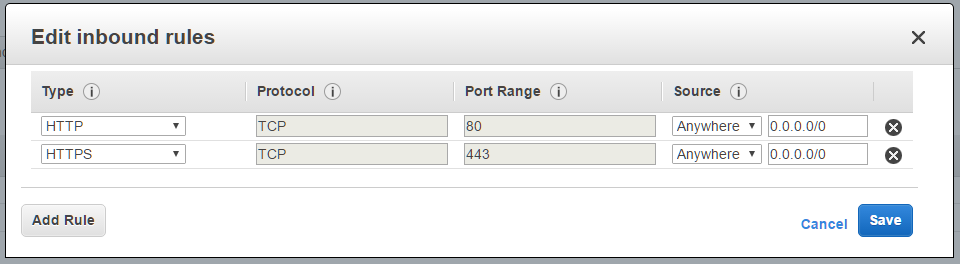 Edit inbound rules
Type Protocol Port Range Source
HTTP TCP 80 Anywhere 0.0.0.0/0
HTTPS TCP 443 Anywhere 0.0.0.0/0
Add Rule Cancel Save